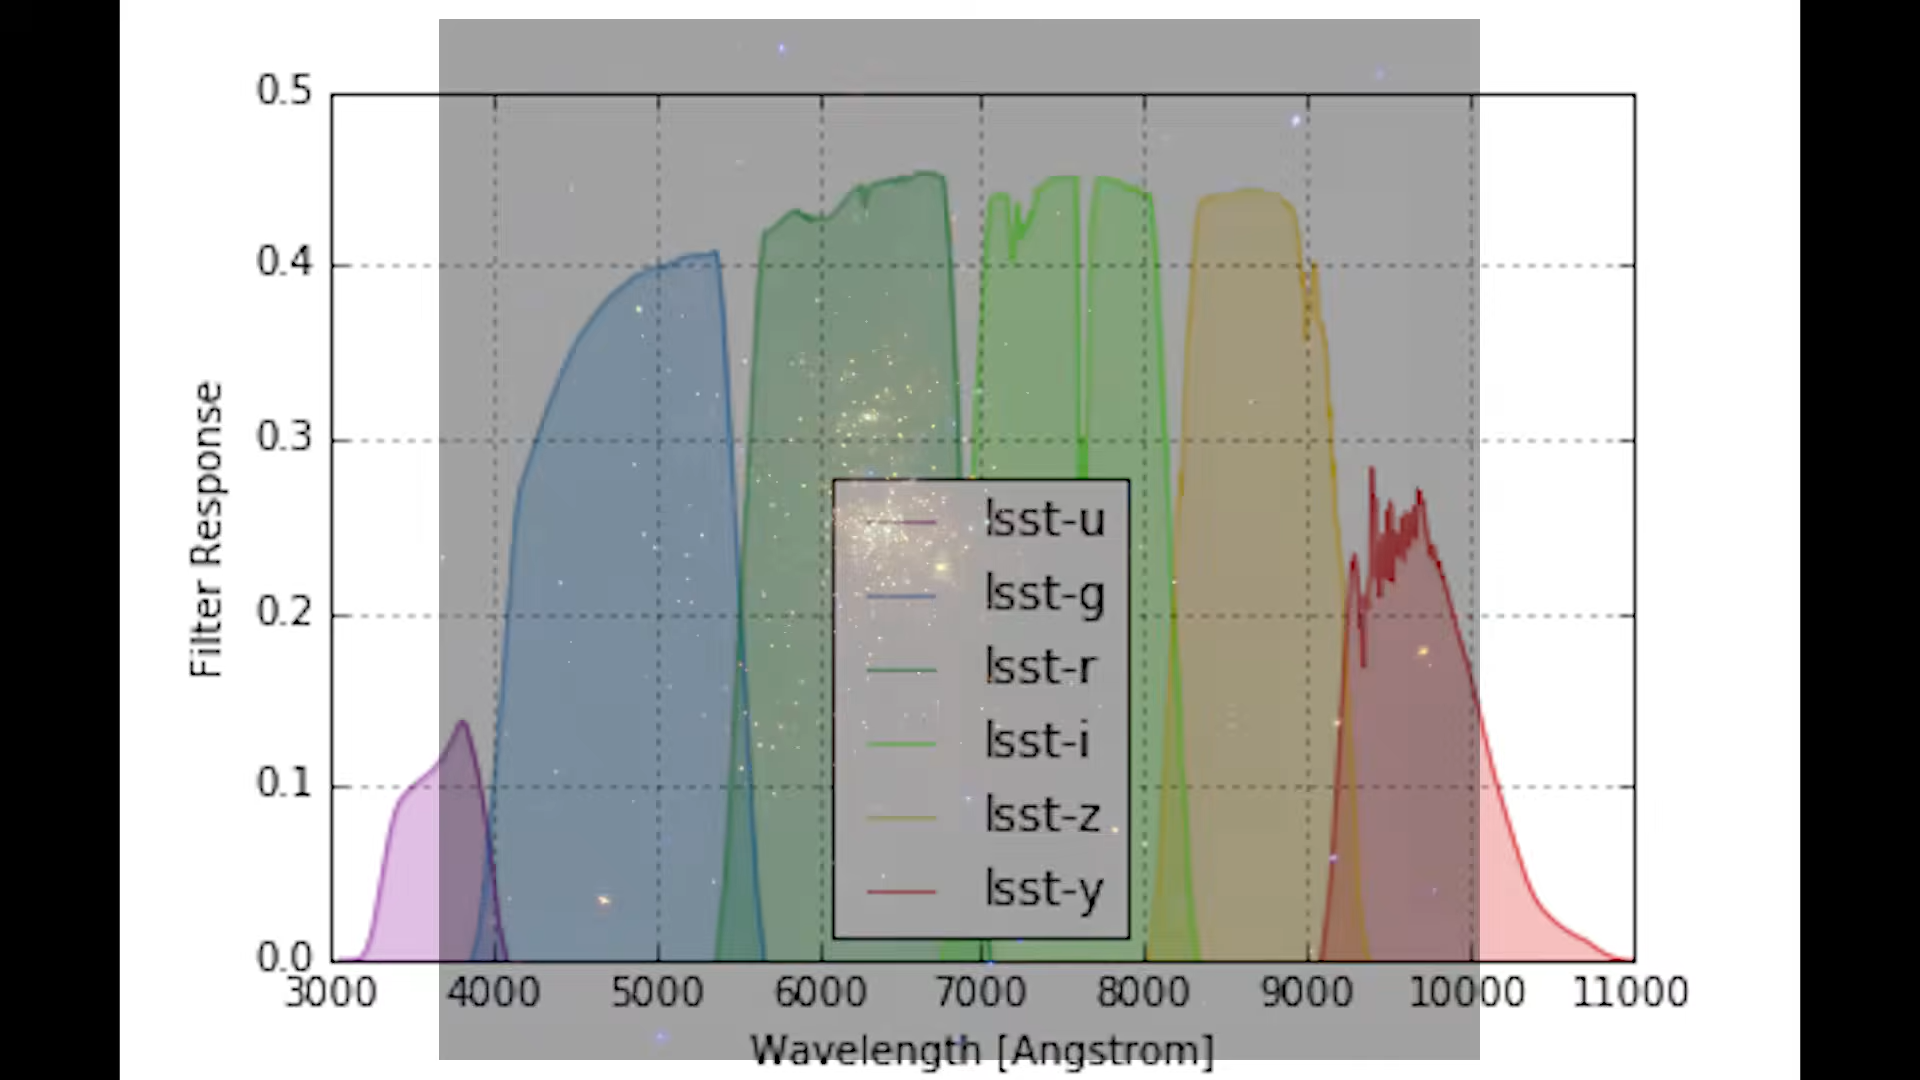 0.5
0.4
0.3
0.2
0.1
0.0
Filter Response
lsst-u
lsst-g
lsst-r
lsst-i
lsst-z
lsst-y
3000 4000 5000 6000 7000 8000 9000 10000 11000
Wavelength [Angstrom]